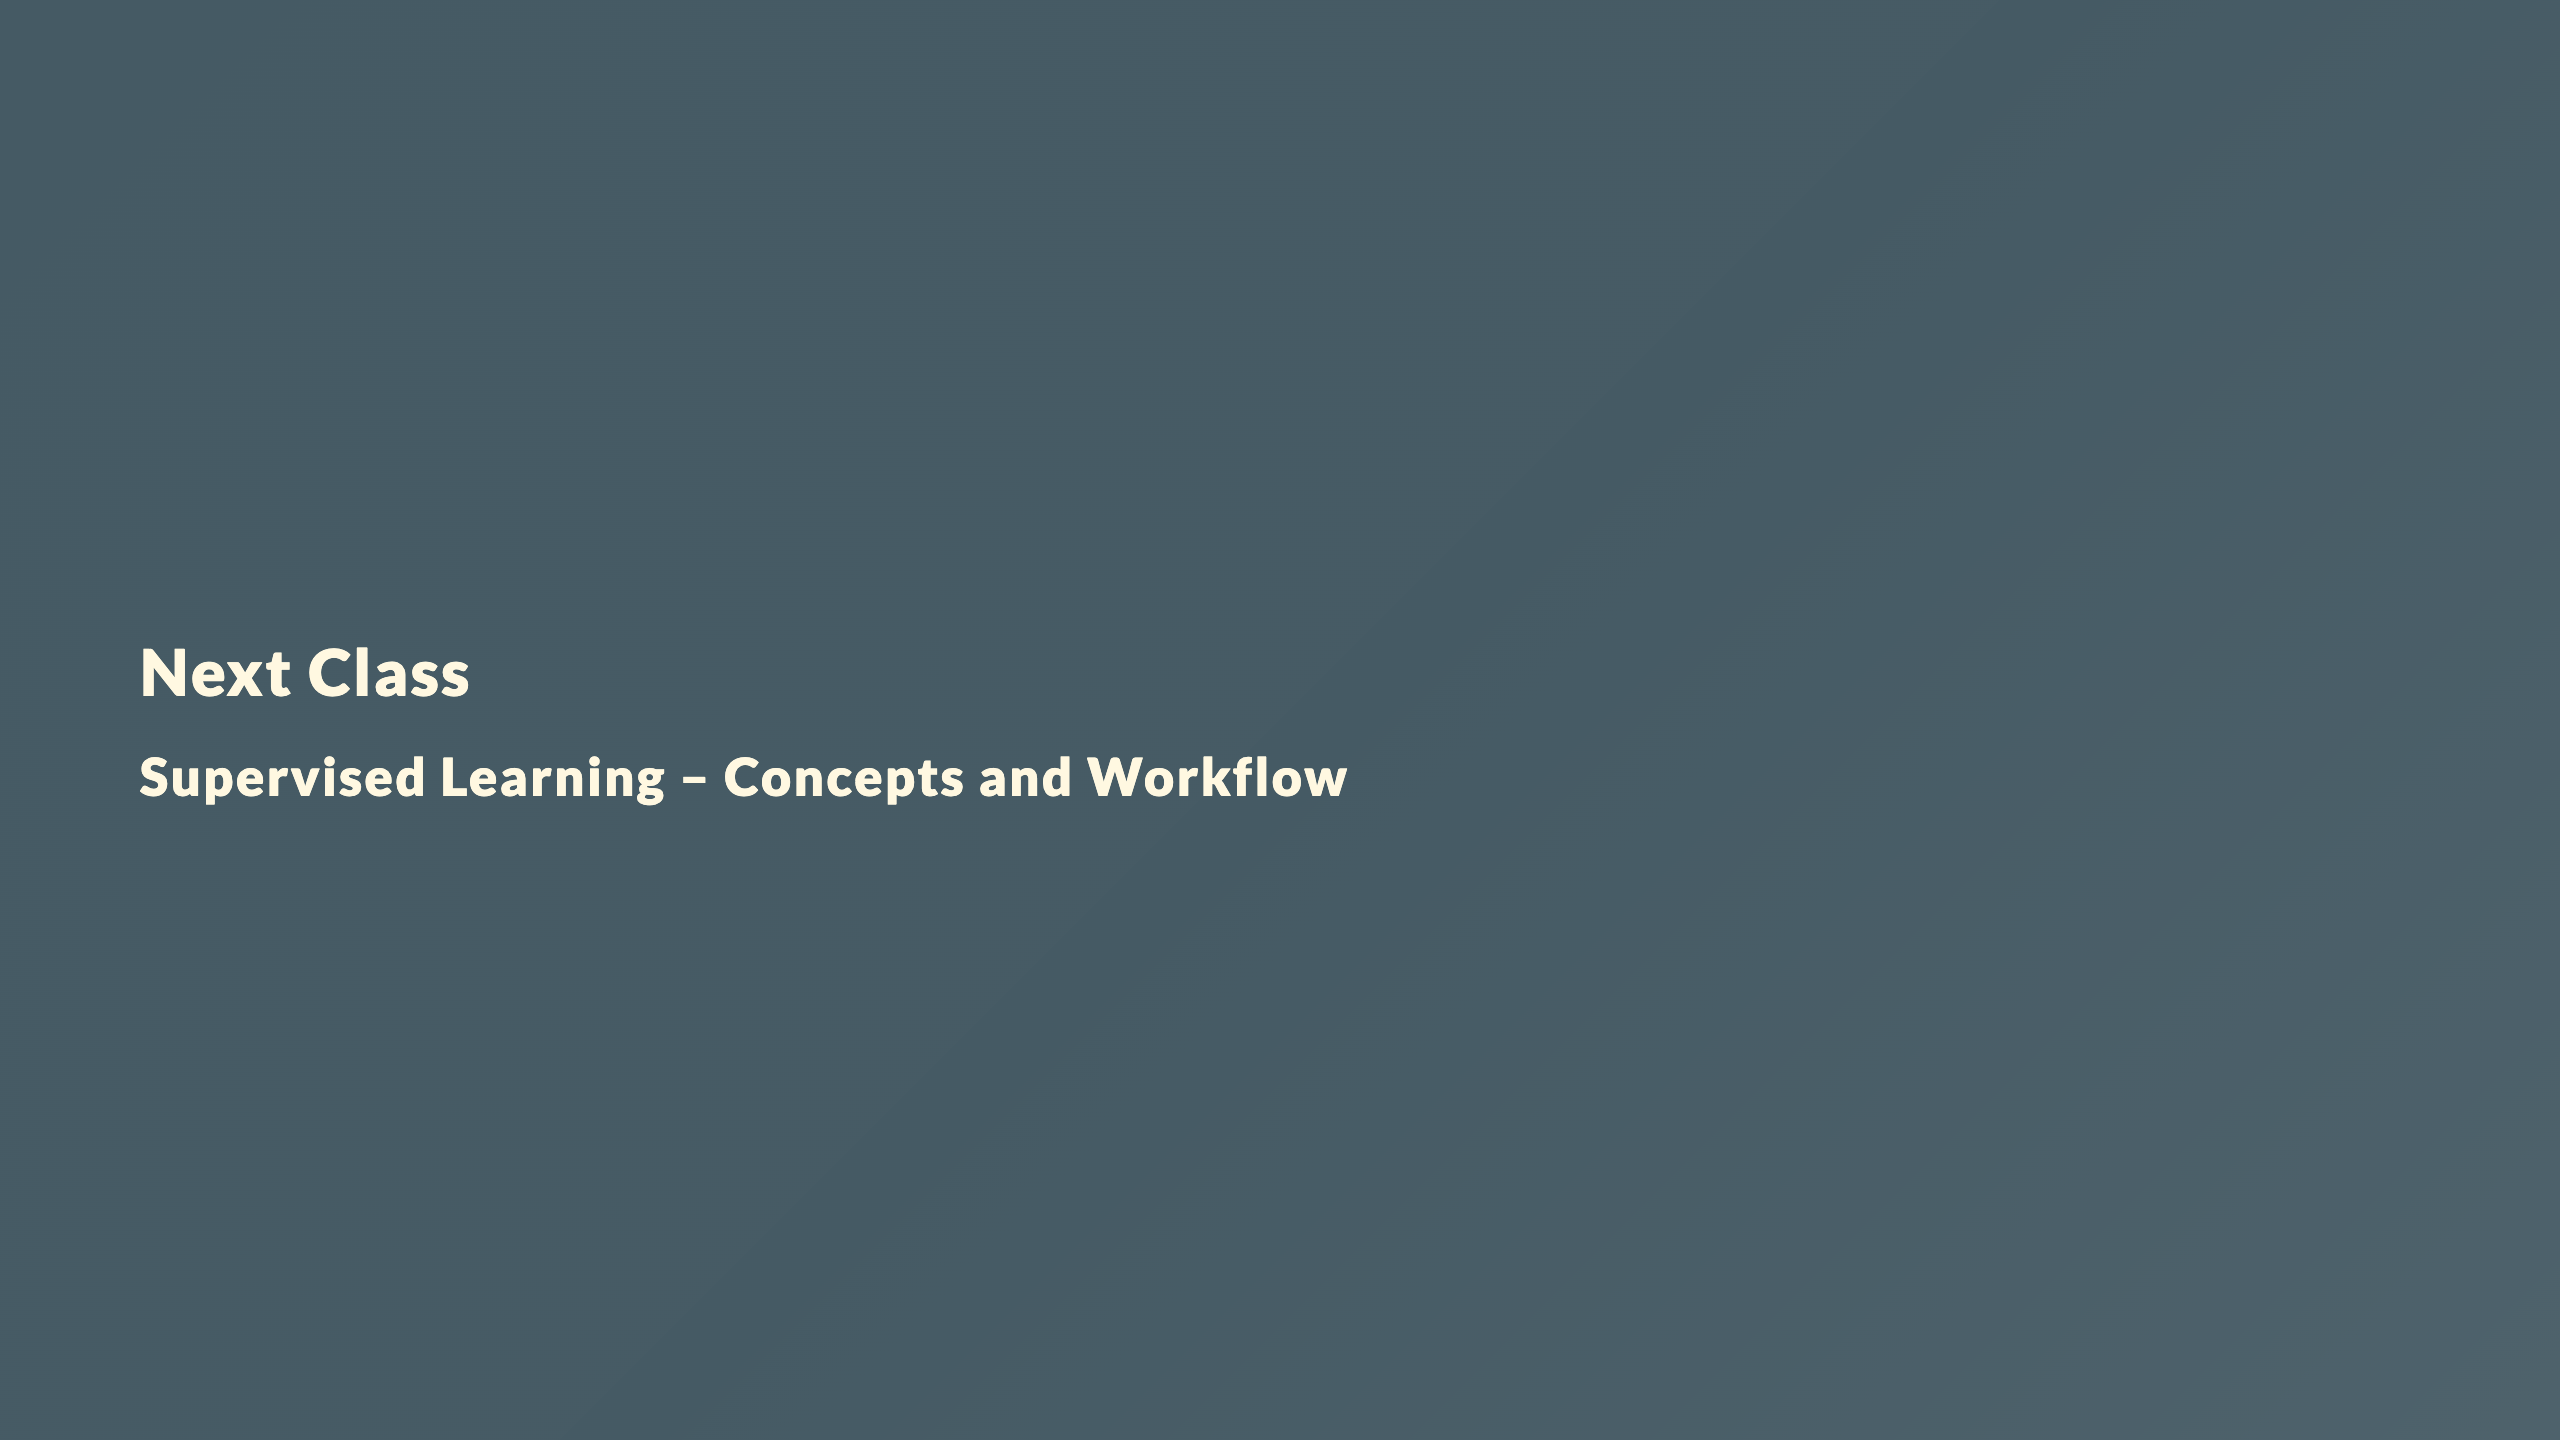 Next Class
Supervised Learning – Concepts and Workflow